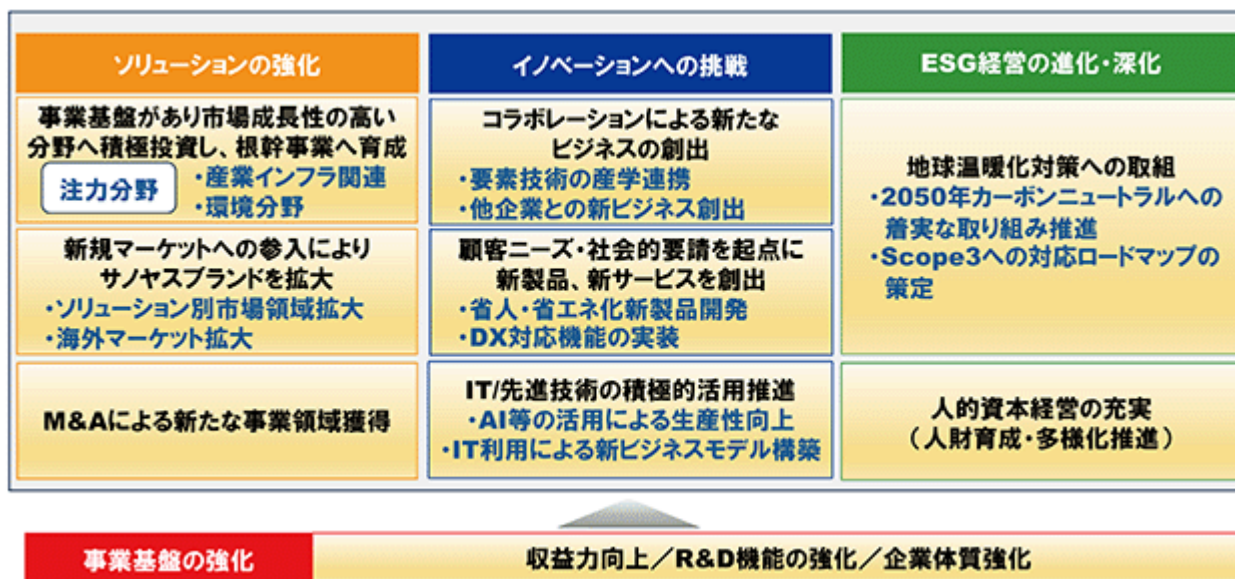 ソリューションの強化
事業基盤があり市場成長性の高い
分野へ積極投資し、根幹事業へ育成
注力分野
・産業インフラ関連
・環境分野
新規マーケットへの参入により
サノヤスブランドを拡大
・ソリューション別市場領域拡大
・海外マーケット拡大
M&Aによる新たな事業領域獲得
イノベーションへの挑戦
コラボレーションによる新たな
ビジネスの創出
・要素技術の産学連携
・他企業との新ビジネス創出
顧客ニーズ・社会的要請を起点に
新製品、新サービスを創出
・省人・省エネ化新製品開発
・DX対応機能の実装
IT/先進技術の積極的活用推進
・AI等の活用による生産性向上
・IT利用による新ビジネスモデル構築
ESG経営の進化・深化
地球温暖化対策への取組
・2050年カーボンニュートラルへの
着実な取り組み推進
・Scope3への対応ロードマップの
策定
人的資本経営の充実
（人財育成・多様化推進）
事業基盤の強化
収益力向上／R&D機能の強化／企業体質強化